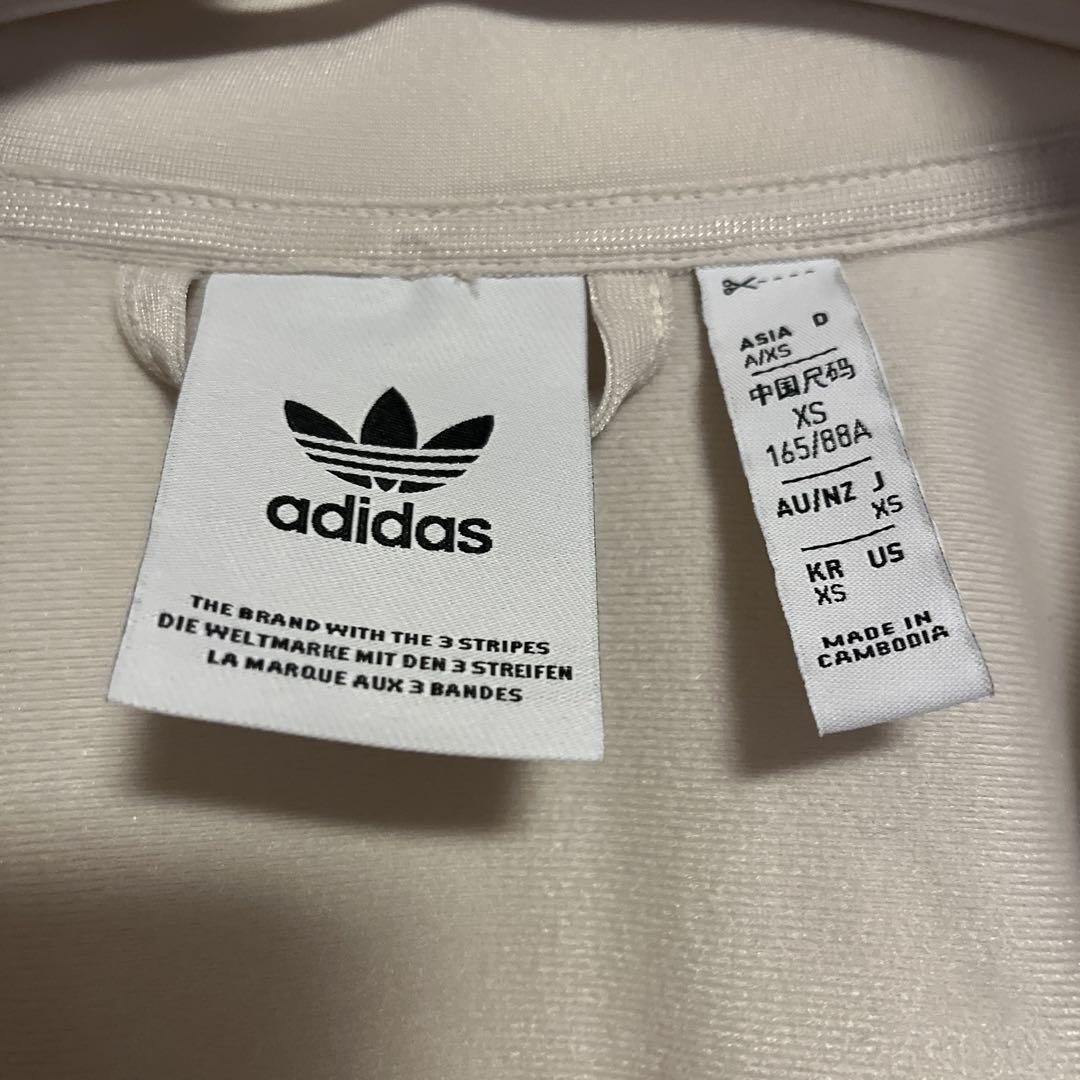 adidas
THE BRAND WITH THE 3 STRIPES
DIE WELTMARKE MIT DEN 3 STREIFEN
LA MARQUE AUX 3 BANDES
ASIA D
A/XS
中国尺码
XS
165/88A
AU/NZ J
XS
KR US
XS
MADE IN
CAMBODIA